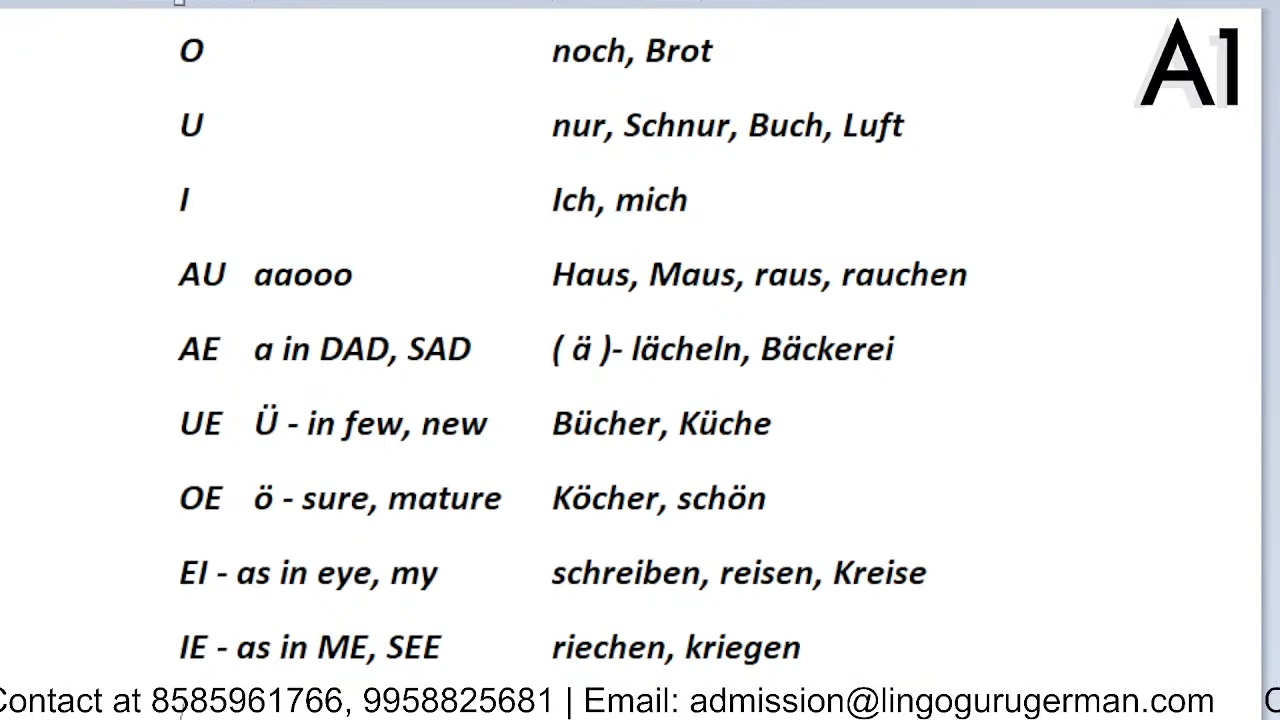 A1
O noch, Brot
U nur, Schnur, Buch, Luft
I Ich, mich
AU aaooo Haus, Maus, raus, rauchen
AE a in DAD, SAD ( ä )- lächeln, Bäckerei
UE Ü - in few, new Bücher, Küche
OE ö - sure, mature Köcher, schön
EI - as in eye, my schreiben, reisen, Kreise
IE - as in ME, SEE riechen, kriegen
Contact at 8585961766, 9958825681 | Email: admission@lingogurugerman.com